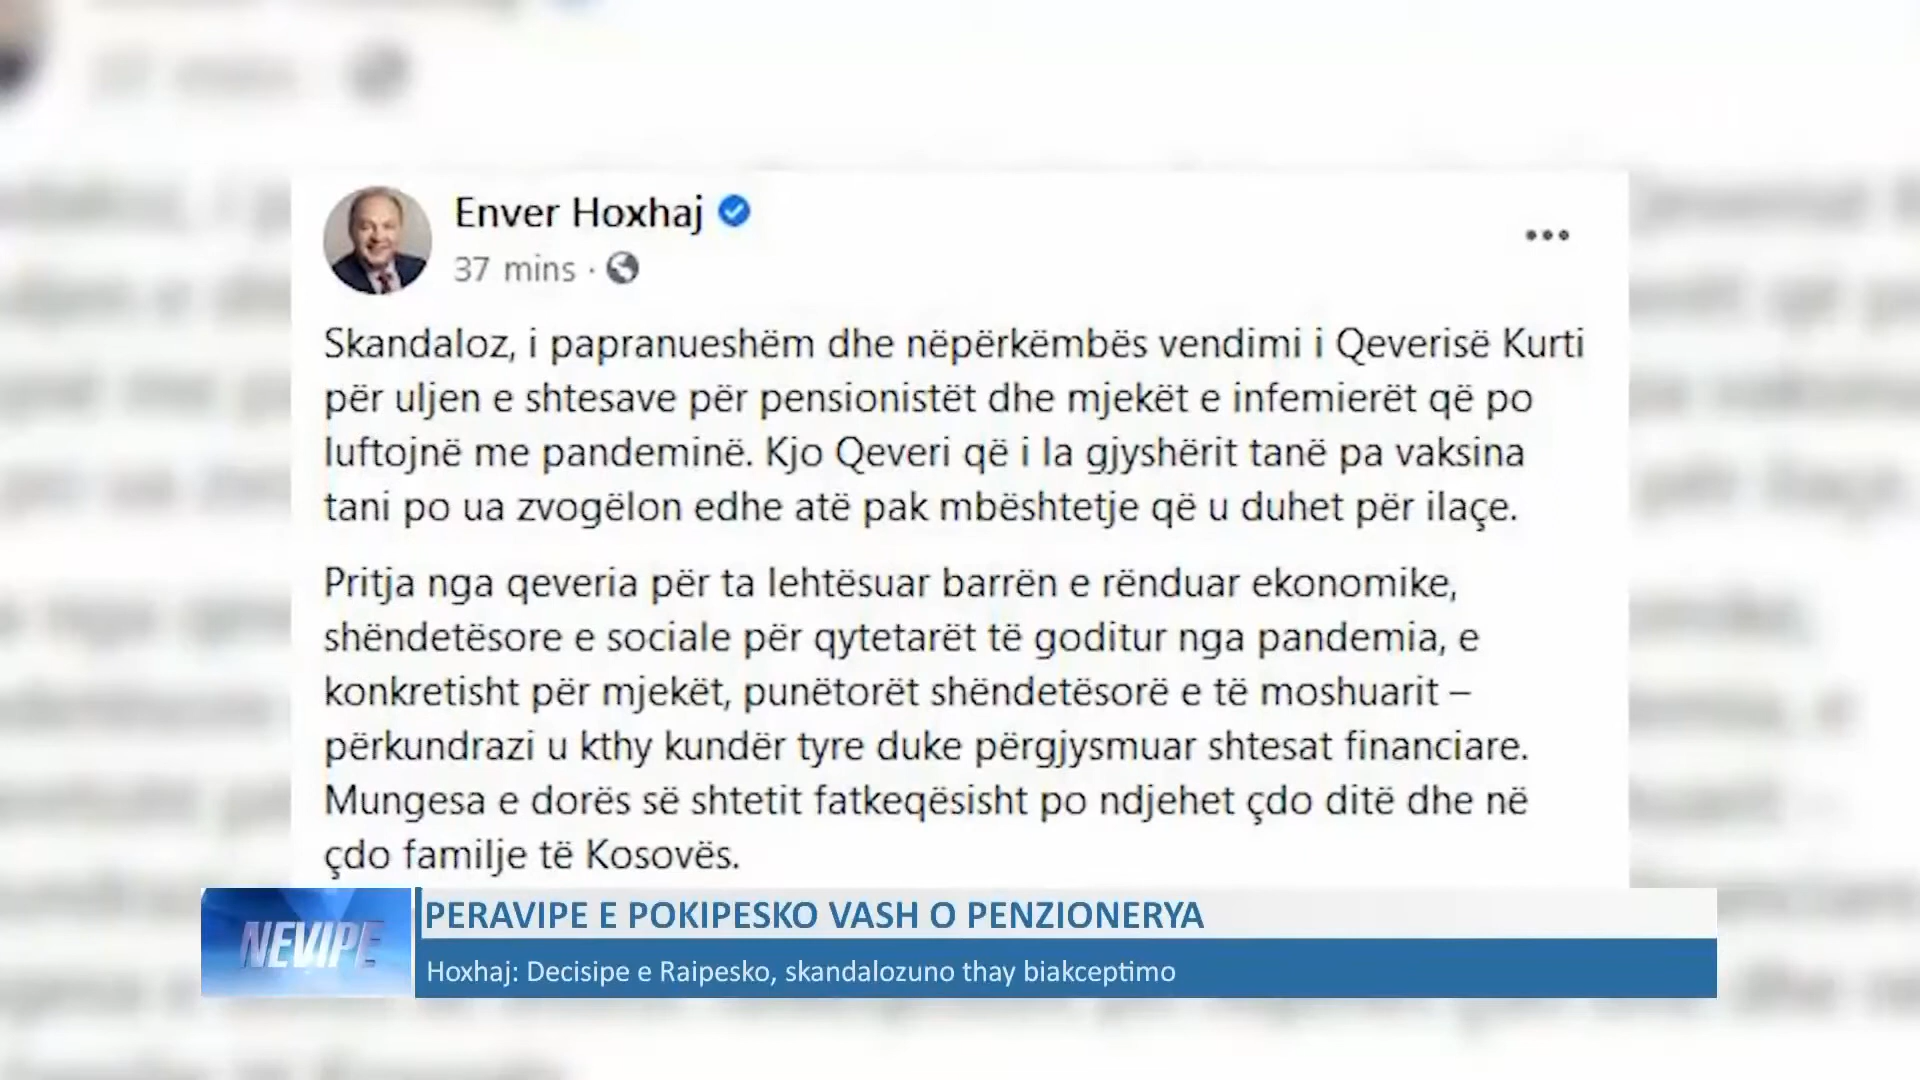 Enver Hoxhaj
37 mins ·
Skandaloz, i papranueshëm dhe nëpërkëmbës vendimi i Qeverisë Kurti
për uljen e shtesave për pensionistët dhe mjekët e infemierët që po
luftojnë me pandeminë. Kjo Qeveri që i la gjyshërit tanë pa vaksina
tani po ua zvogëlon edhe atë pak mbështetje që u duhet për ilaçe.
Pritja nga qeveria për ta lehtësuar barrën e rënduar ekonomike,
shëndetësore e sociale për qytetarët të goditur nga pandemia, e
konkretisht për mjekët, punëtorët shëndetësorë e të moshuarit –
përkundrazi u kthy kundër tyre duke përgjysmuar shtesat financiare.
Mungesa e dorës së shtetit fatkeqësisht po ndjehet çdo ditë dhe në
çdo familje të Kosovës.
NEVIPE
PERAVIPE E POKIPESKO VASH O PENZIONERYA
Hoxhaj: Decisipe e Raipesko, skandalozuno thay biakceptimo